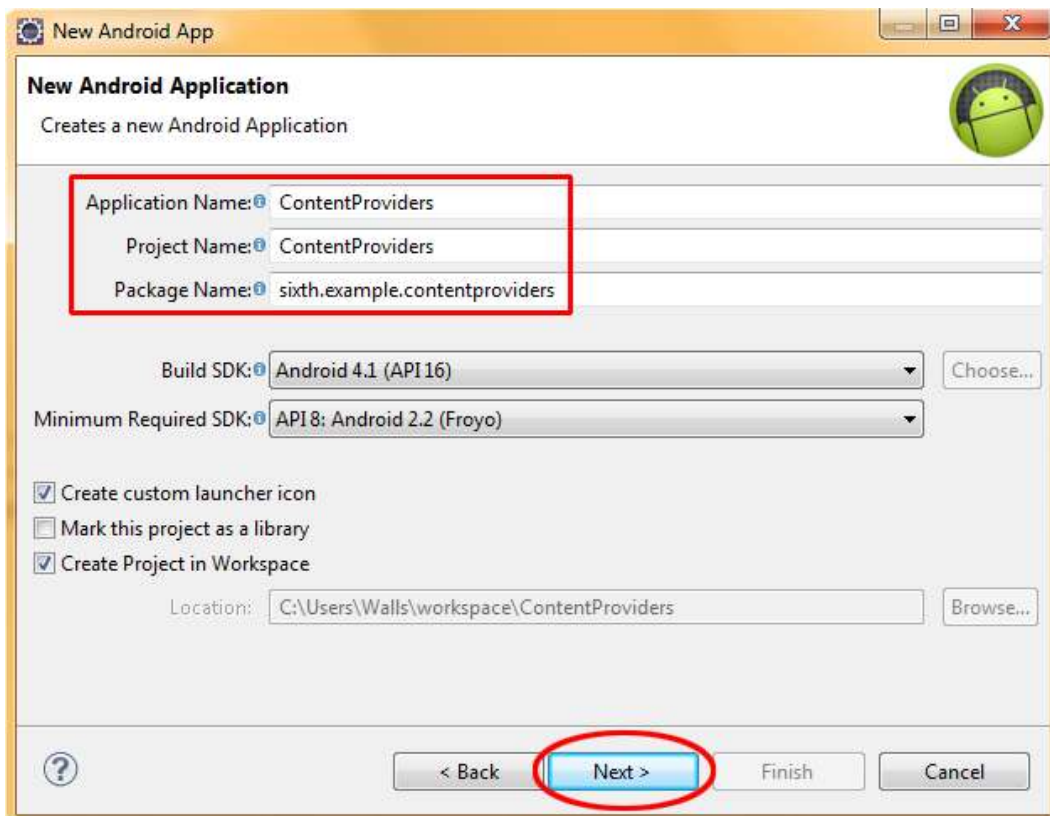 New Android App
New Android Application
Creates a new Android Application
Application Name: ContentProviders
Project Name: ContentProviders
Package Name: sixth.example.contentproviders
Build SDK: Android 4.1 (API 16) Choose...
Minimum Required SDK: API 8: Android 2.2 (Froyo)
Create custom launcher icon
Mark this project as a library
Create Project in Workspace
Location: C:\Users\Walls\workspace\ContentProviders Browse...
? < Back Next > Finish Cancel